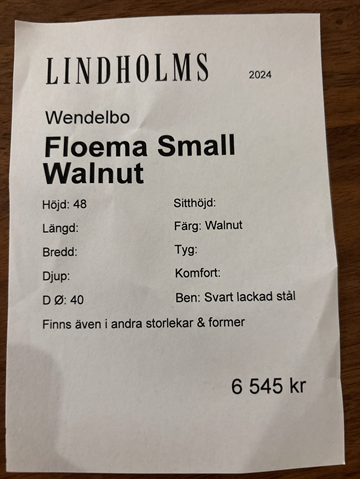 LINDHOLMS 2024
Wendelbo
Floema Small
Walnut
Höjd: 48 Sitthöjd:
Längd: Färg: Walnut
Bredd: Tyg:
Djup: Komfort:
D Ø: 40 Ben: Svart lackad stål
Finns även i andra storlekar & former
6 545 kr